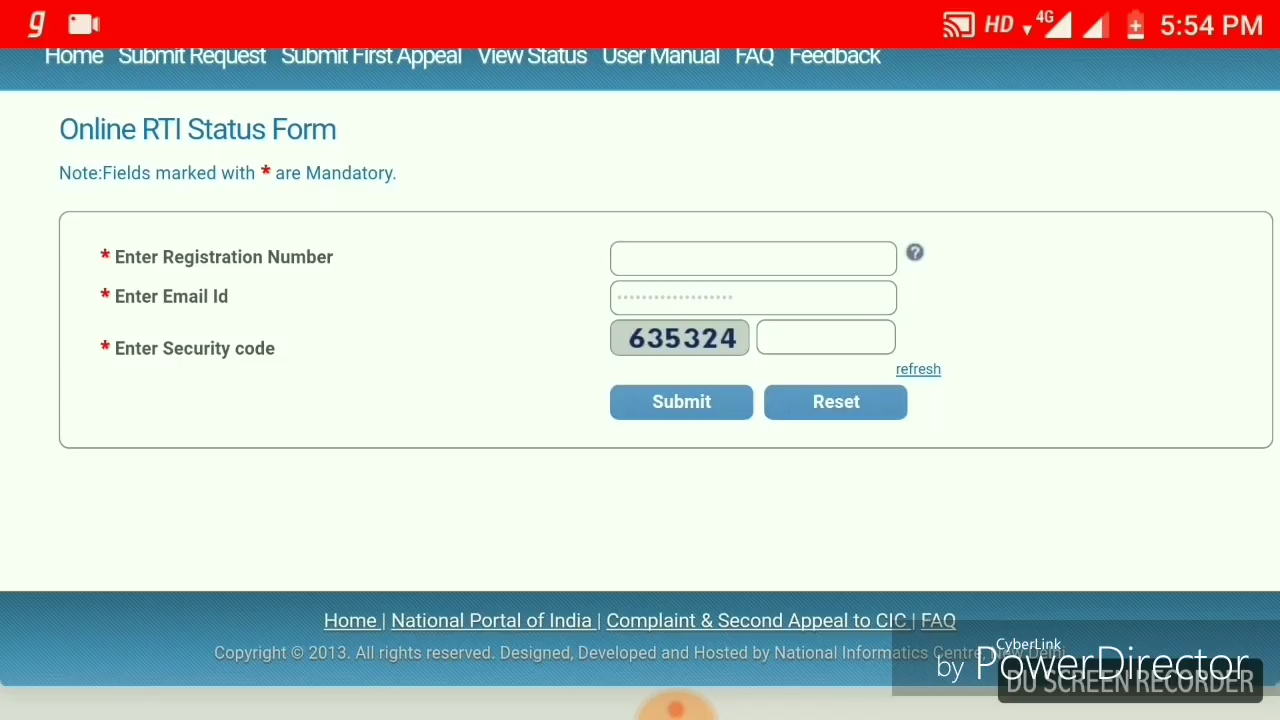 g HD 4G 5:54 PM
Home Submit Request Submit First Appeal View Status User Manual FAQ Feedback
Online RTI Status Form
Note:Fields marked with * are Mandatory.
* Enter Registration Number ?
* Enter Email Id
635324
* Enter Security code
refresh
Submit Reset
Home | National Portal of India | Complaint & Second Appeal to CIC | FAQ
Copyright © 2013. All rights reserved. Designed, Developed and Hosted by National Informatics Centre, New Delhi
CyberLink
by PowerDirector
DU SCREEN RECORDER